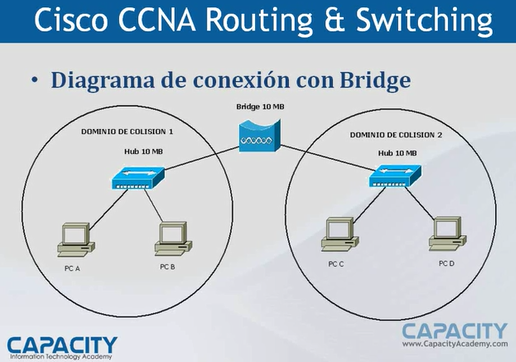 Cisco CCNA Routing & Switching
• Diagrama de conexión con Bridge
Bridge 10 MB
DOMINIO DE COLISION 1
Hub 10 MB
DOMINIO DE COLISION 2
Hub 10 MB
PC A
PC B
PC C
PC D
CAPACITY
Information Technology Academy
CAPACITY
www.CapacityAcademy.com